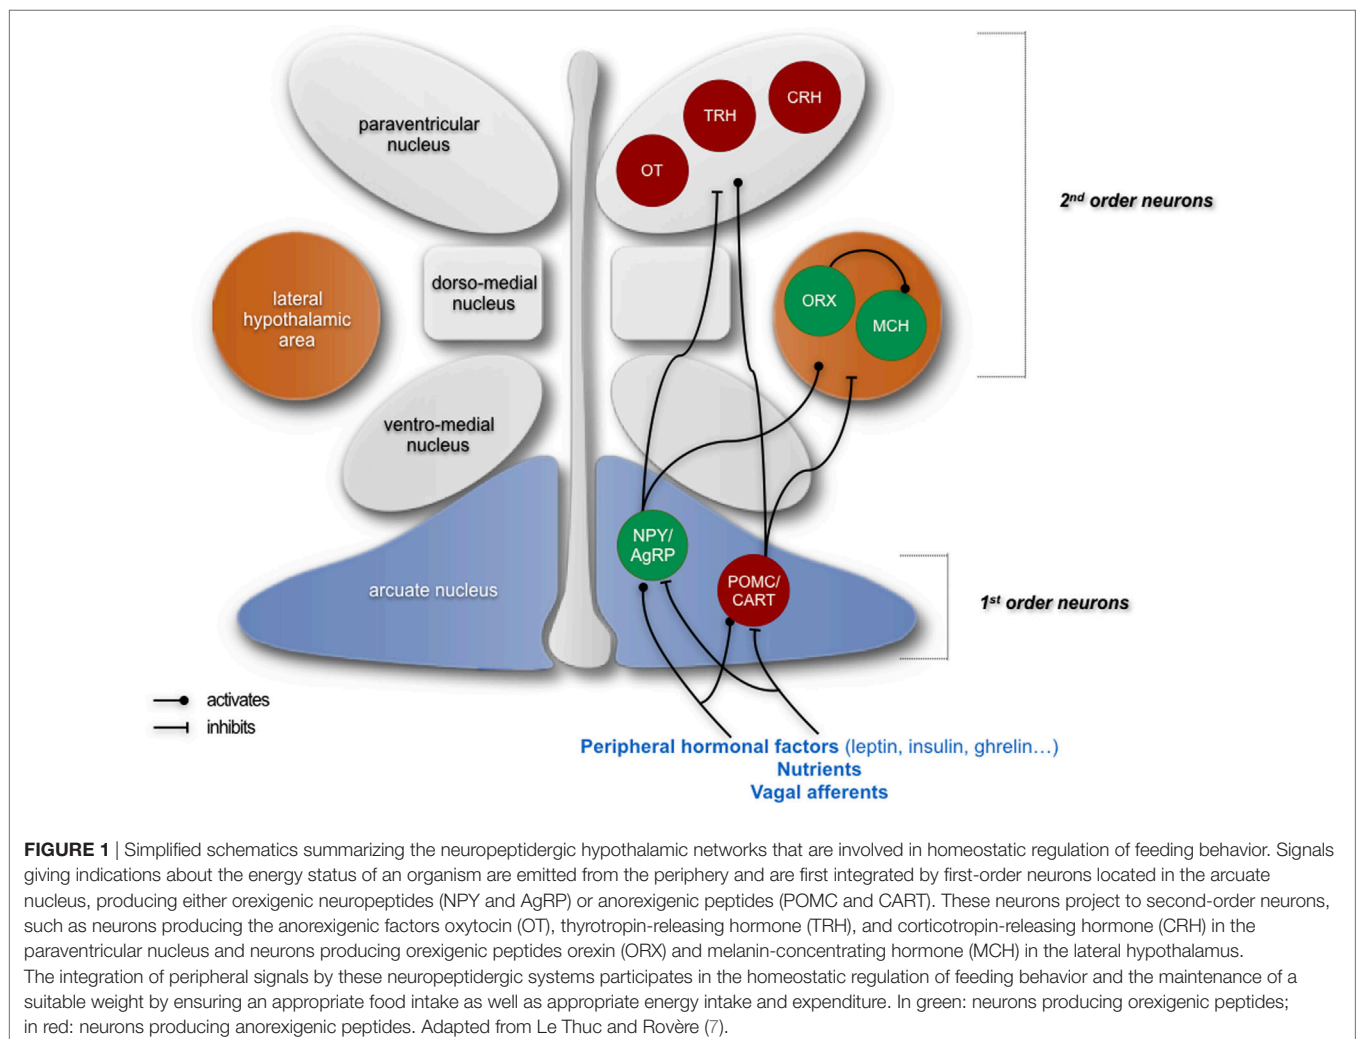 paraventricular
nucleus
OT
TRH
CRH
2nd order neurons
lateral
hypothalamic
area
dorso-medial
nucleus
ORX
MCH
ventro-medial
nucleus
arcuate nucleus
NPY/
AgRP
POMC/
CART
1st order neurons
activates
inhibits
Peripheral hormonal factors (leptin, insulin, ghrelin…)
Nutrients
Vagal afferents
FIGURE 1 | Simplified schematics summarizing the neuropeptidergic hypothalamic networks that are involved in homeostatic regulation of feeding behavior. Signals
giving indications about the energy status of an organism are emitted from the periphery and are first integrated by first-order neurons located in the arcuate
nucleus, producing either orexigenic neuropeptides (NPY and AgRP) or anorexigenic peptides (POMC and CART). These neurons project to second-order neurons,
such as neurons producing the anorexigenic factors oxytocin (OT), thyrotropin-releasing hormone (TRH), and corticotropin-releasing hormone (CRH) in the
paraventricular nucleus and neurons producing orexigenic peptides orexin (ORX) and melanin-concentrating hormone (MCH) in the lateral hypothalamus.
The integration of peripheral signals by these neuropeptidergic systems participates in the homeostatic regulation of feeding behavior and the maintenance of a
suitable weight by ensuring an appropriate food intake as well as appropriate energy intake and expenditure. In green: neurons producing orexigenic peptides;
in red: neurons producing anorexigenic peptides. Adapted from Le Thuc and Rovère (7).